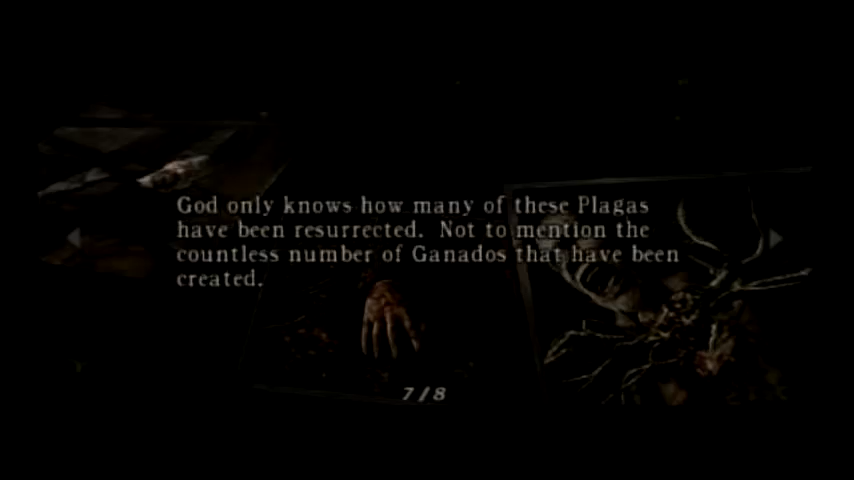 God only knows how many of these Plagas
have been resurrected. Not to mention the
countless number of Ganados that have been
created.
7/8